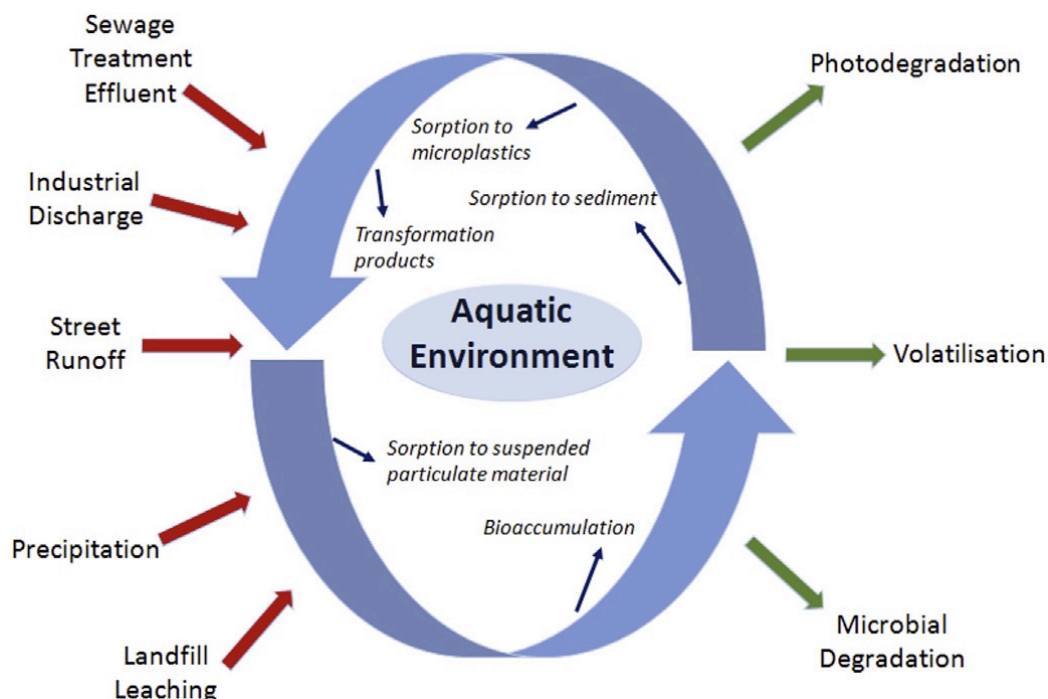 Sewage
Treatment
Effluent
Industrial
Discharge
Street
Runoff
Precipitation
Landfill
Leaching
Sorption to
microplastics
Sorption to sediment
Transformation
products
Aquatic
Environment
Sorption to suspended
particulate material
Bioaccumulation
Photodegradation
Volatilisation
Microbial
Degradation